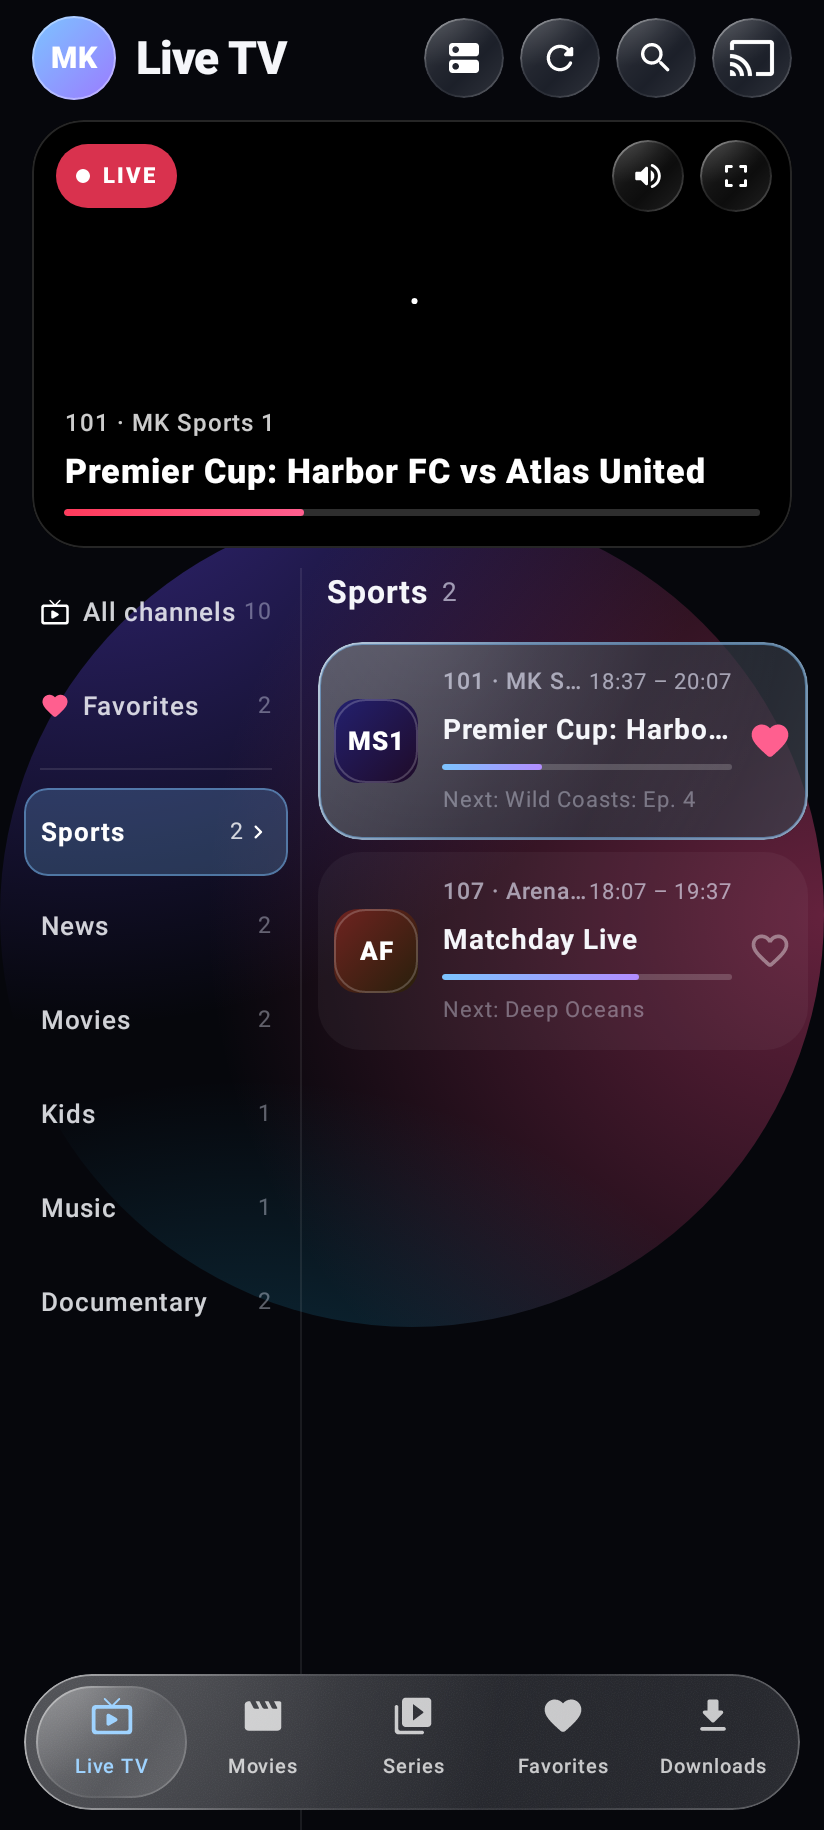 MK Live TV
LIVE
101 · MK Sports 1
Premier Cup: Harbor FC vs Atlas United
All channels 10
Favorites 2
Sports 2 >
News 2
Movies 2
Kids 1
Music 1
Documentary 2
Sports 2
MS1
101 · MK S... 18:37 – 20:07
Premier Cup: Harbo...
Next: Wild Coasts: Ep. 4
AF
107 · Arena... 18:07 – 19:37
Matchday Live
Next: Deep Oceans
Live TV Movies Series Favorites Downloads